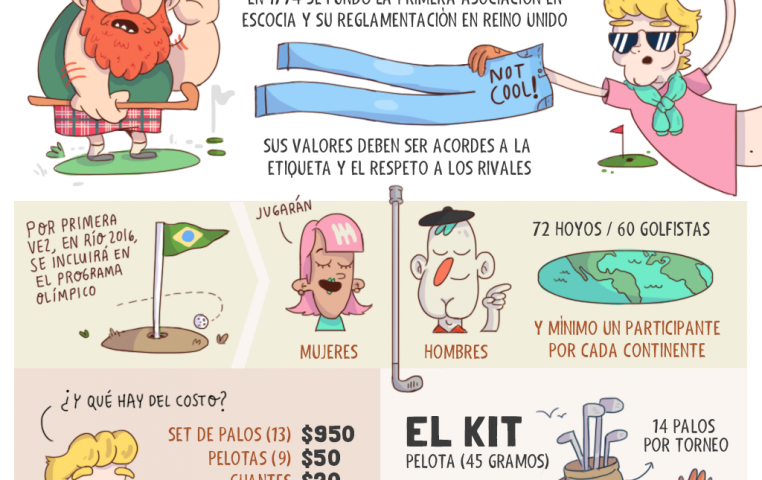 EN 1774 SE FUNDÓ LA PRIMERA ASOCIACIÓN EN
ESCOCIA Y SU REGLAMENTACIÓN EN REINO UNIDO
NOT
COOL!
SUS VALORES DEBEN SER ACORDES A LA
ETIQUETA Y EL RESPETO A LOS RIVALES
POR PRIMERA
VEZ, EN RÍO 2016,
SE INCLUIRÁ EN
EL PROGRAMA
OLÍMPICO
JUGARÁN
MUJERES
HOMBRES
72 HOYOS / 60 GOLFISTAS
Y MÍNIMO UN PARTICIPANTE
POR CADA CONTINENTE
¿Y QUÉ HAY DEL COSTO?
SET DE PALOS (13) $950
PELOTAS (9) $50
GUANTES $20
EL KIT
PELOTA (45 GRAMOS)
14 PALOS
POR TORNEO